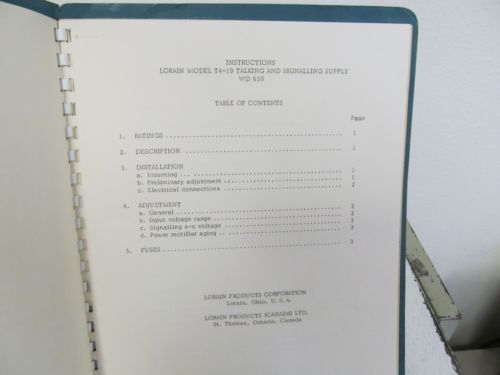 INSTRUCTIONS
LORAIN MODEL T4-19 TALKING AND SIGNALLING SUPPLY
WD 650
TABLE OF CONTENTS
Page
1. RATINGS ........................................ 1
2. DESCRIPTION ........................................ 1
3. INSTALLATION
a. Mounting ........................................ 1
b. Preliminary adjustment ........................................ 1
c. Electrical connections ........................................ 2
4. ADJUSTMENT
a. General ........................................ 2
b. Input voltage range ........................................ 2
c. Signalling a-c voltage ........................................ 3
d. Power rectifier aging ........................................ 3
5. FUSES ........................................ 3
LORAIN PRODUCTS CORPORATION
Lorain, Ohio, U.S.A.
LORAIN PRODUCTS (CANADA) LTD.
St. Thomas, Ontario, Canada